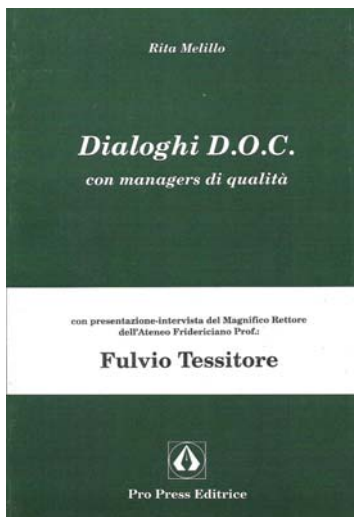 Rita Melillo
Dialoghi D.O.C.
con managers di qualità
con presentazione-intervista del Magnifico Rettore
dell'Ateneo Fridericiano Prof.:
Fulvio Tessitore
Pro Press Editrice